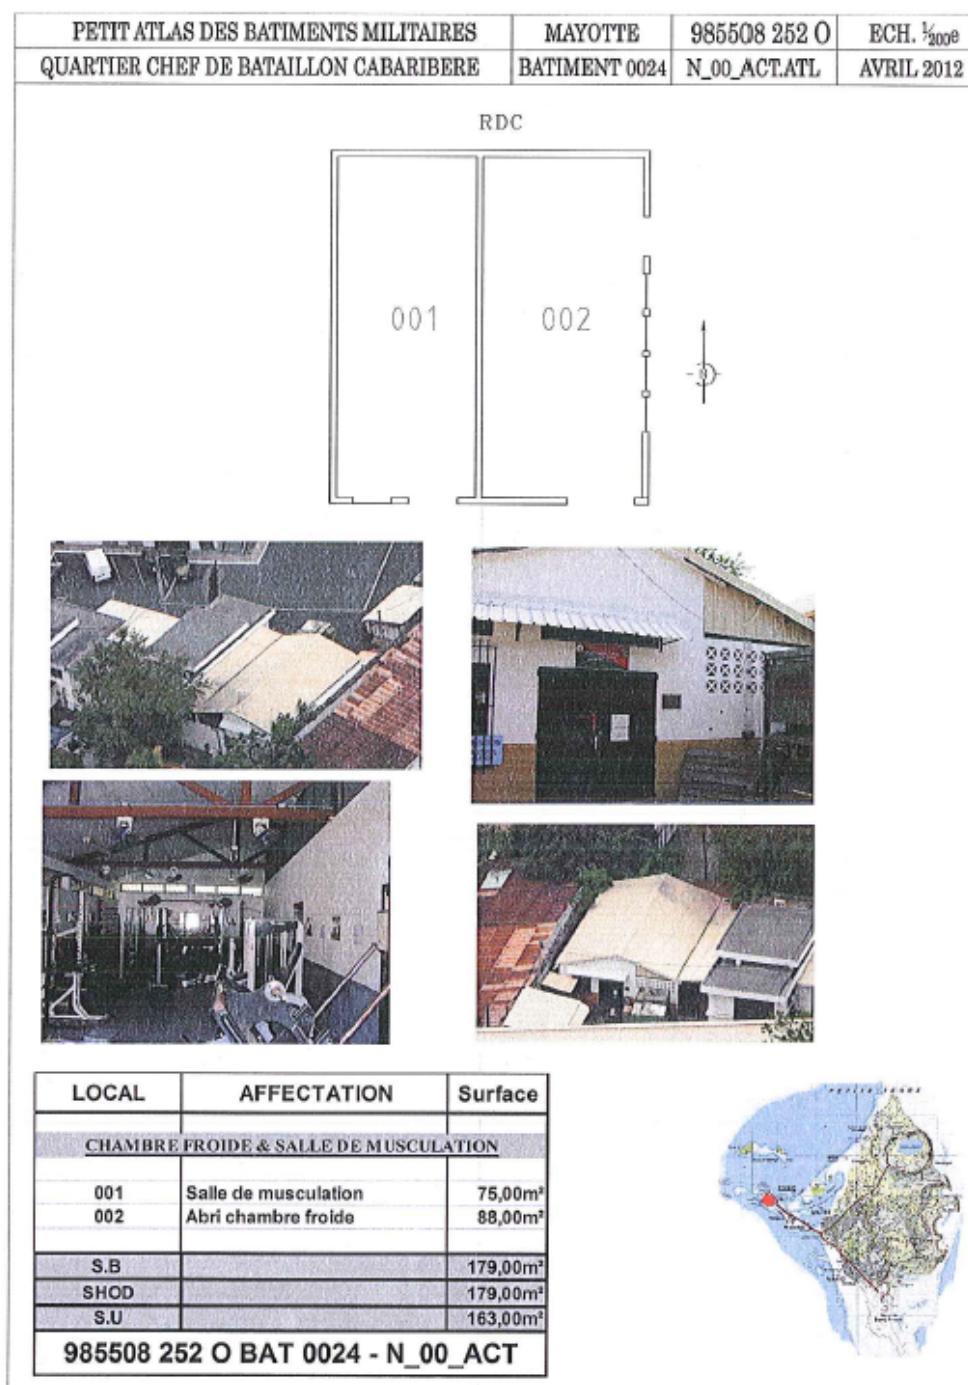 PETIT ATLAS DES BATIMENTS MILITAIRES MAYOTTE 985508 252 O ECH. 1/200e
QUARTIER CHEF DE BATAILLON CABARIBERE BATIMENT 0024 N_00_ACT.ATL AVRIL 2012
RDC
001 002
N
LOCAL AFFECTATION Surface
CHAMBRE FROIDE & SALLE DE MUSCULATION
001 Salle de musculation 75,00m²
002 Abri chambre froide 88,00m²
S.B 179,00m²
SHOD 179,00m²
S.U 163,00m²
985508 252 O BAT 0024 - N_00_ACT